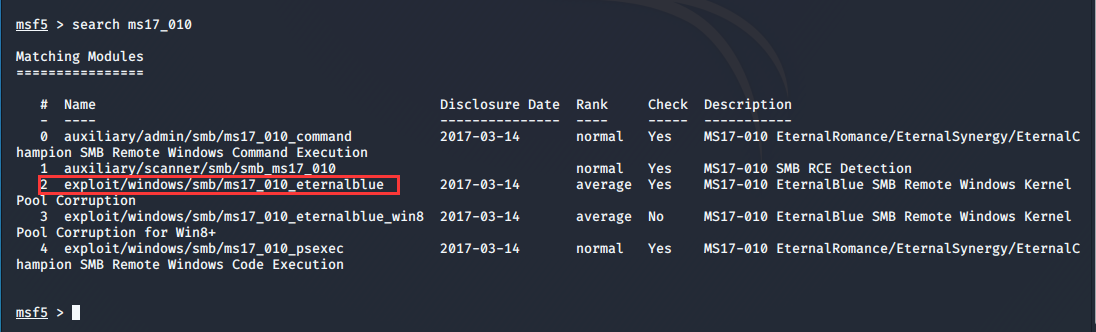 msf5 > search ms17_010
Matching Modules
================
#  Name                                      Disclosure Date  Rank     Check  Description
-  ----                                      ---------------  ----     -----  -----------
0  auxiliary/admin/smb/ms17_010_command      2017-03-14       normal   Yes    MS17-010 EternalRomance/EternalSynergy/EternalC
hampion SMB Remote Windows Command Execution
1  auxiliary/scanner/smb/smb_ms17_010                         normal   Yes    MS17-010 SMB RCE Detection
2  exploit/windows/smb/ms17_010_eternalblue  2017-03-14       average  Yes    MS17-010 EternalBlue SMB Remote Windows Kernel
Pool Corruption
3  exploit/windows/smb/ms17_010_eternalblue_win8  2017-03-14  average  No     MS17-010 EternalBlue SMB Remote Windows Kernel
Pool Corruption for Win8+
4  exploit/windows/smb/ms17_010_psexec       2017-03-14       normal   Yes    MS17-010 EternalRomance/EternalSynergy/EternalC
hampion SMB Remote Windows Code Execution
msf5 >